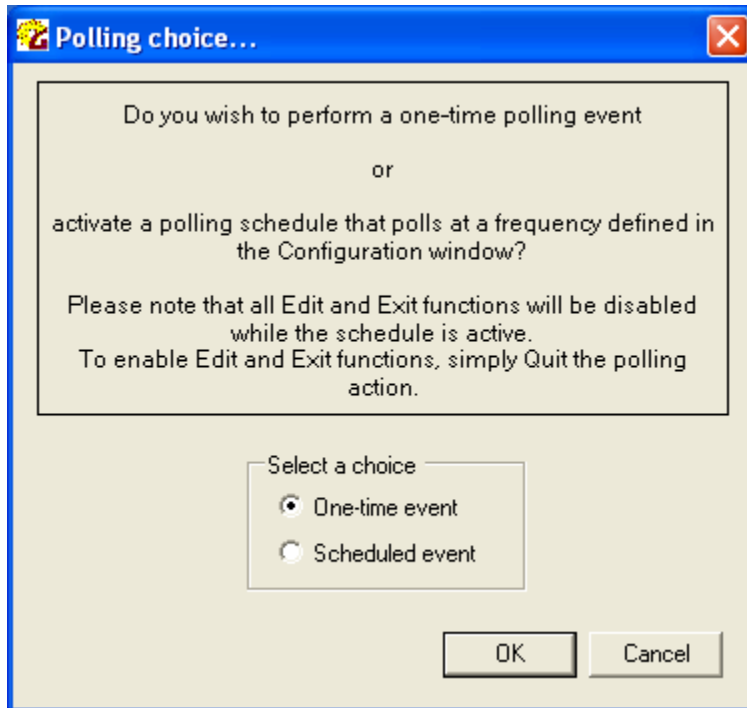 Polling choice...
Do you wish to perform a one-time polling event
or
activate a polling schedule that polls at a frequency defined in
the Configuration window?
Please note that all Edit and Exit functions will be disabled
while the schedule is active.
To enable Edit and Exit functions, simply Quit the polling
action.
Select a choice
One-time event
Scheduled event
OK
Cancel